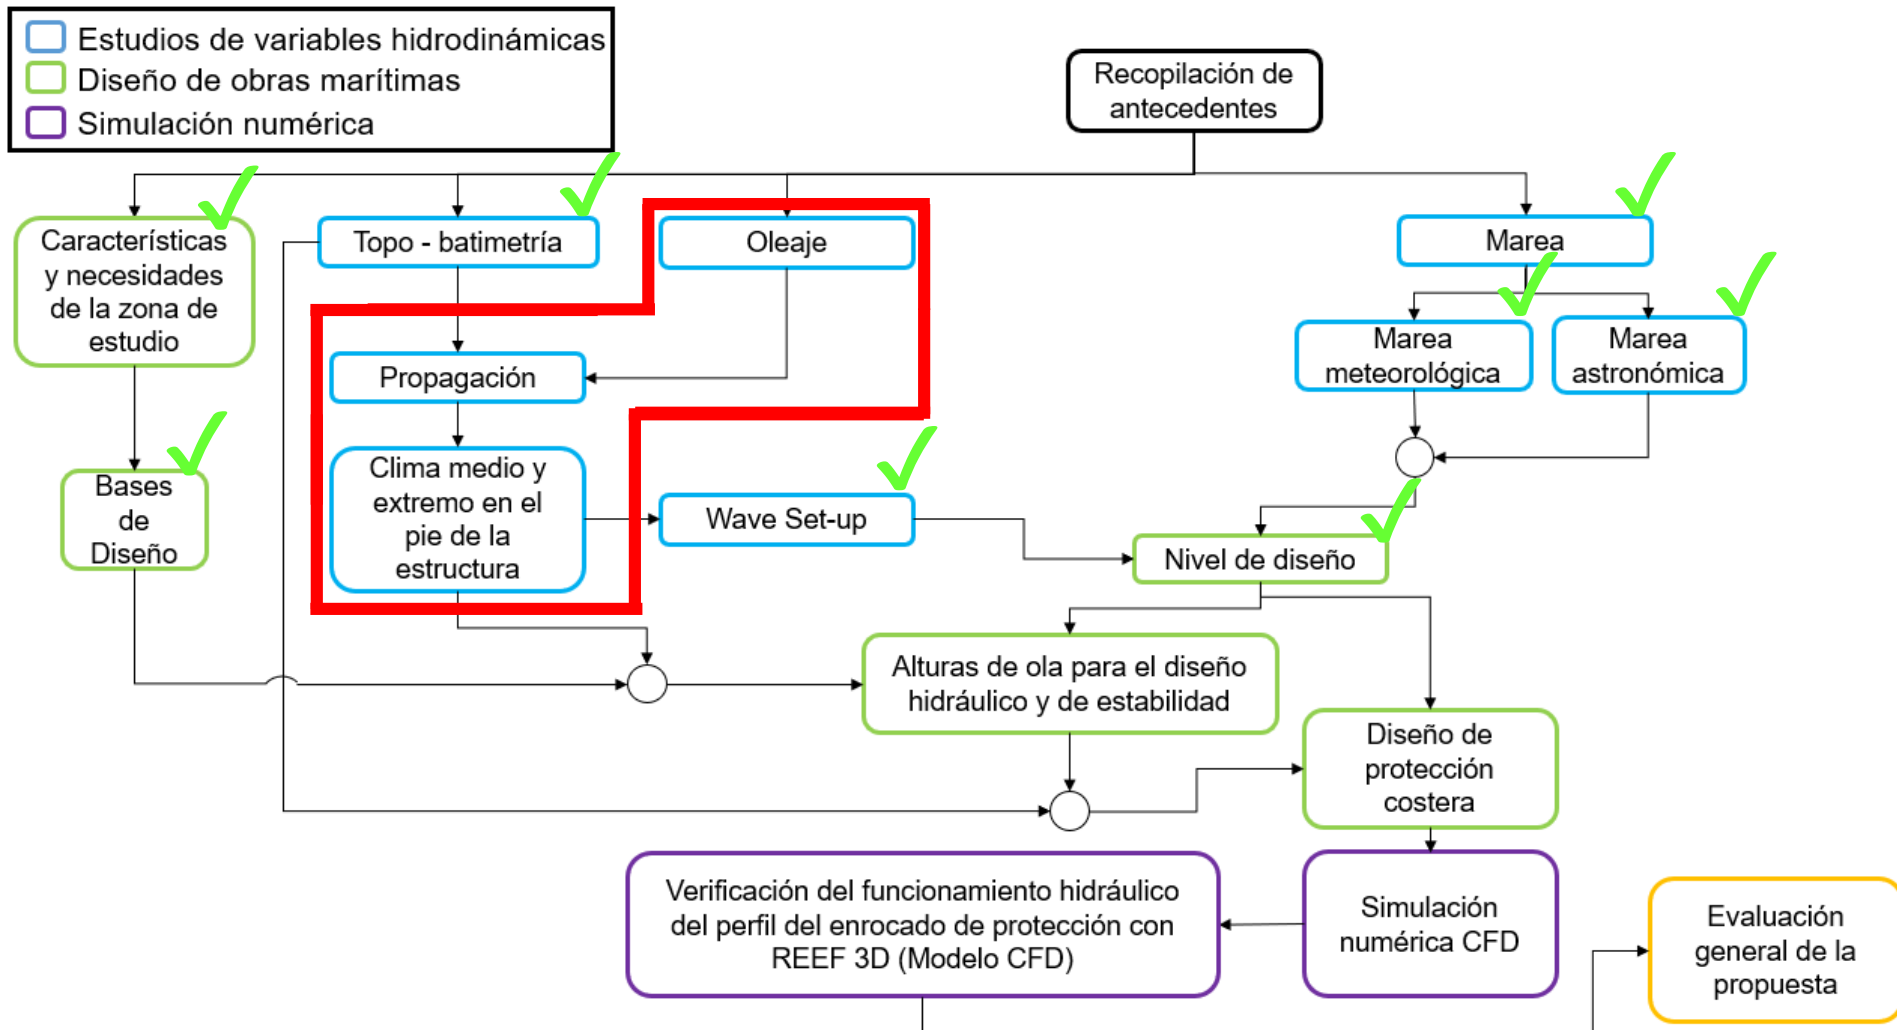 Estudios de variables hidrodinámicas
Diseño de obras marítimas
Simulación numérica
Recopilación de
antecedentes
Características
y necesidades
de la zona de
estudio
Topo - batimetría
Oleaje
Marea
Marea
meteorológica
Marea
astronómica
Propagación
Clima medio y
extremo en el
pie de la
estructura
Bases
de
Diseño
Wave Set-up
Nivel de diseño
Alturas de ola para el diseño
hidráulico y de estabilidad
Diseño de
protección
costera
Verificación del funcionamiento hidráulico
del perfil del enrocado de protección con
REEF 3D (Modelo CFD)
Simulación
numérica CFD
Evaluación
general de la
propuesta